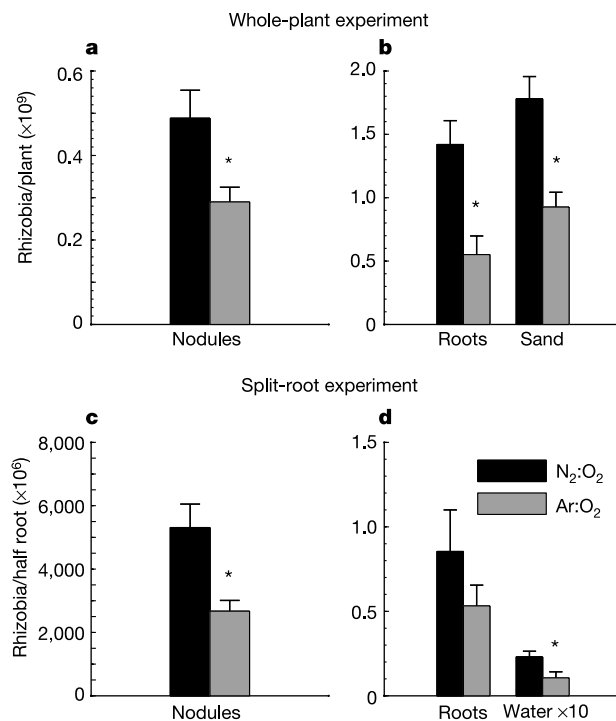 Whole-plant experiment
a
b
Rhizobia/plant (×10⁹)
0.6
0.4
0.2
0
*
Nodules
2.0
1.5
1.0
0.5
0
*
*
Roots
Sand
Split-root experiment
c
d
Rhizobia/half root (×10⁶)
8,000
6,000
4,000
2,000
0
*
Nodules
1.5
1.0
0.5
0
N₂:O₂
Ar:O₂
*
Roots
Water ×10